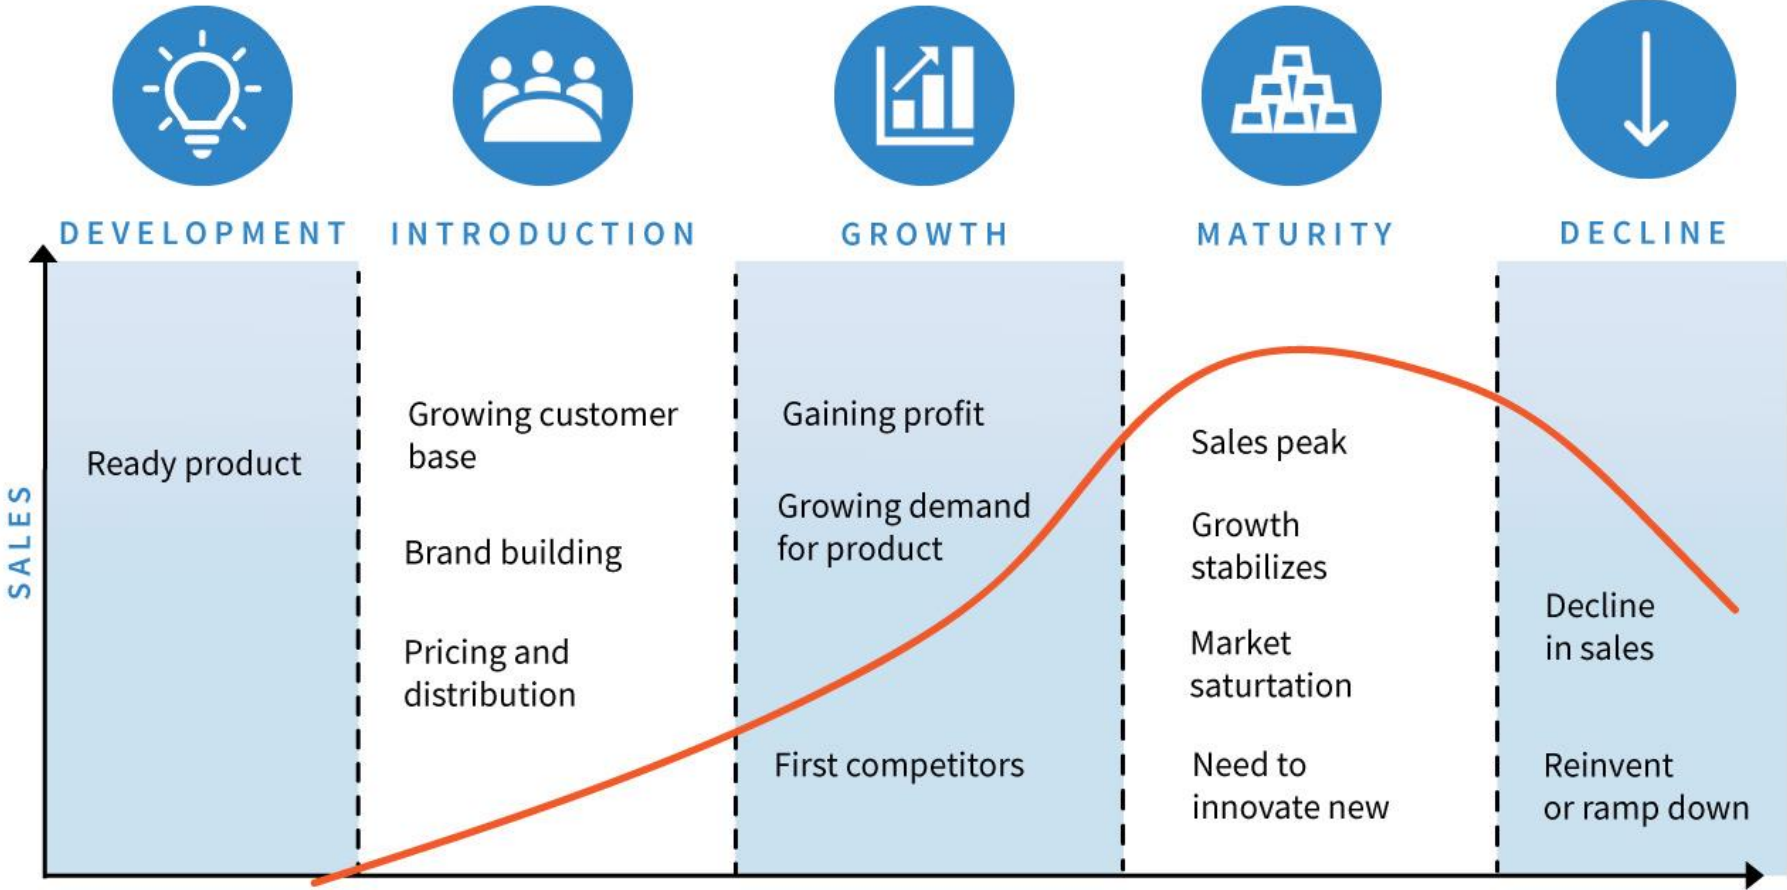 DEVELOPMENT
INTRODUCTION
GROWTH
MATURITY
DECLINE
SALES
Ready product
Growing customer
base
Brand building
Pricing and
distribution
Gaining profit
Growing demand
for product
First competitors
Sales peak
Growth
stabilizes
Market
saturtation
Need to
innovate new
Decline
in sales
Reinvent
or ramp down